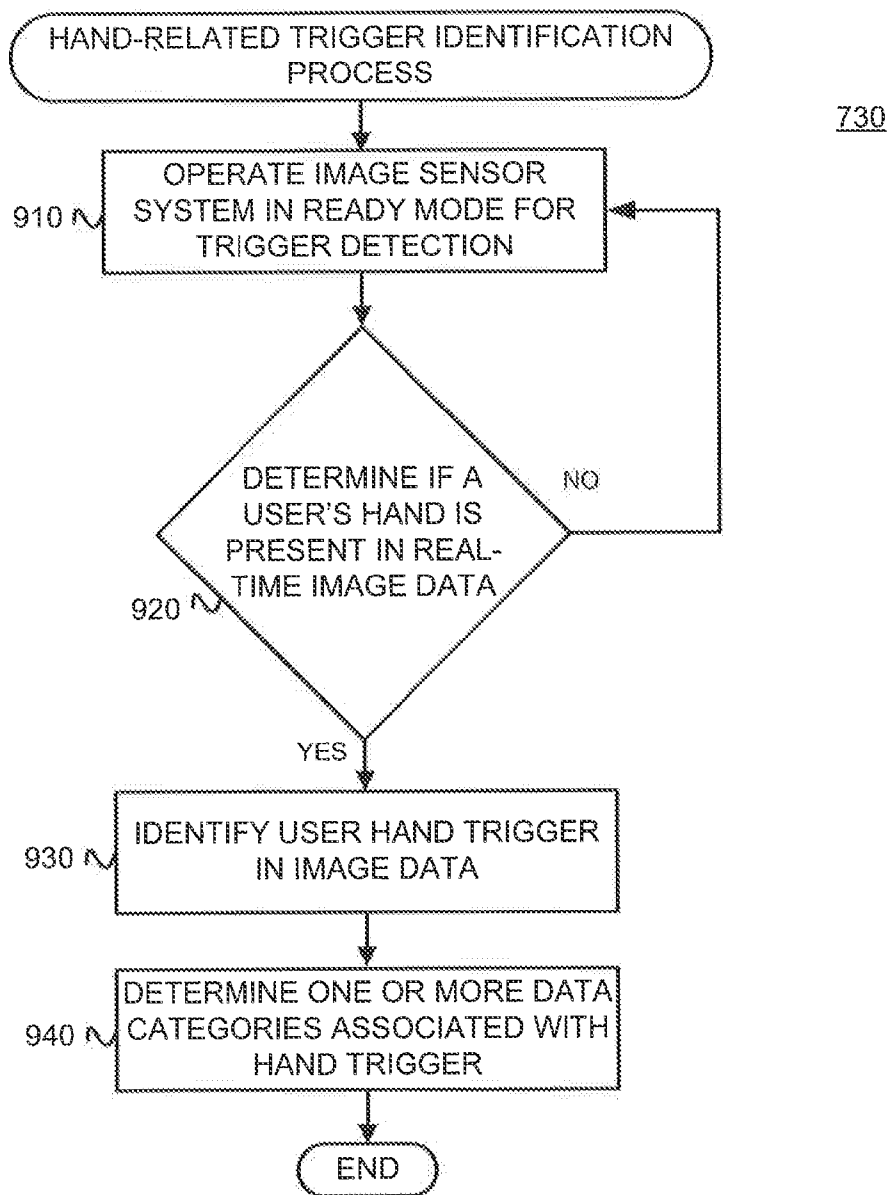 HAND-RELATED TRIGGER IDENTIFICATION
PROCESS
730
OPERATE IMAGE SENSOR
SYSTEM IN READY MODE FOR
TRIGGER DETECTION
910
DETERMINE IF A
USER'S HAND IS
PRESENT IN REAL-
TIME IMAGE DATA
NO
920
YES
IDENTIFY USER HAND TRIGGER
IN IMAGE DATA
930
DETERMINE ONE OR MORE DATA
CATEGORIES ASSOCIATED WITH
HAND TRIGGER
940
END